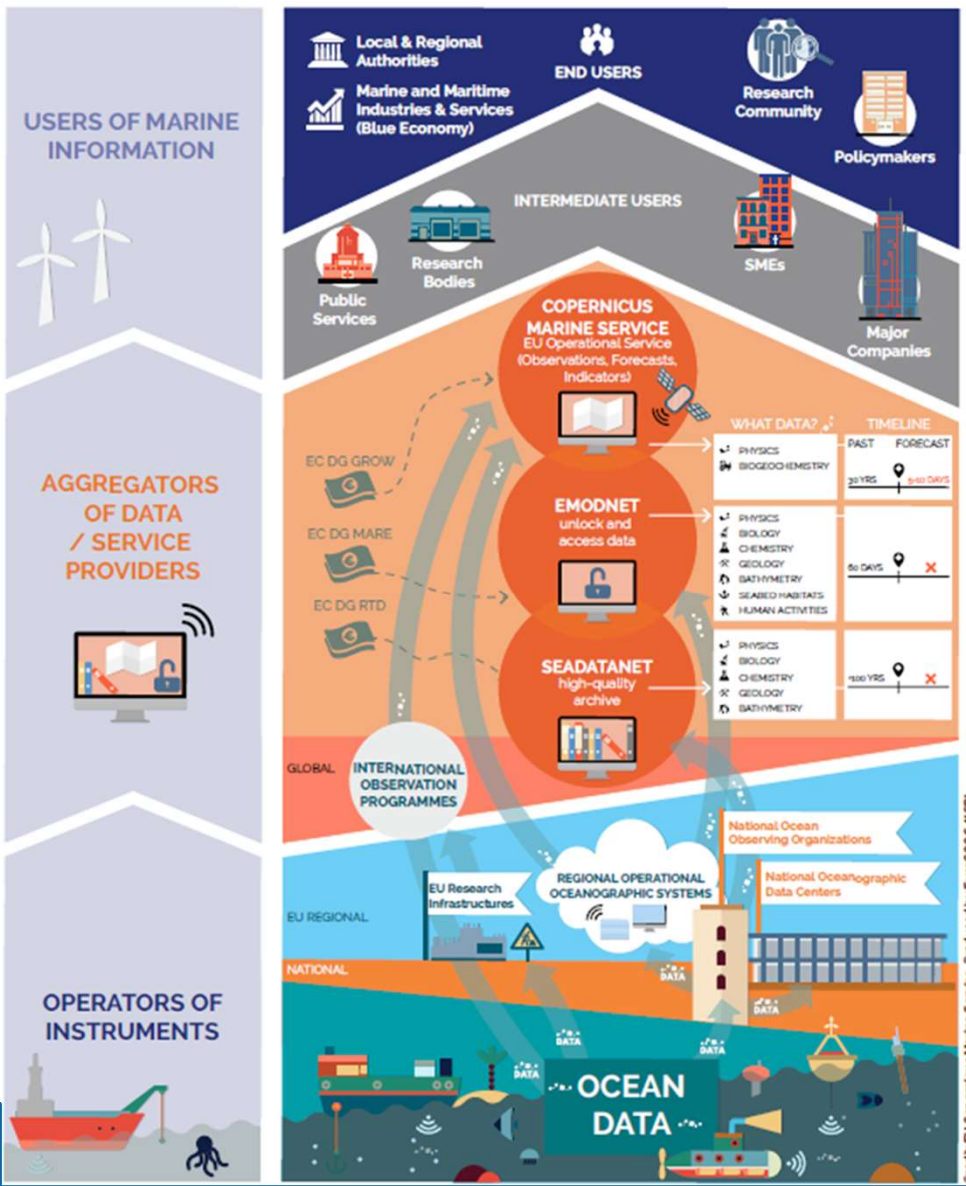 USERS OF MARINE
INFORMATION
AGGREGATORS
OF DATA
/ SERVICE
PROVIDERS
OPERATORS OF
INSTRUMENTS
Local & Regional
Authorities
Marine and Maritime
Industries & Services
(Blue Economy)
END USERS
Research
Community
Policymakers
INTERMEDIATE USERS
Public
Services
Research
Bodies
SMEs
Major
Companies
COPERNICUS
MARINE SERVICE
EU Operational Service
(Observations, Forecasts,
Indicators)
EC DG GROW
EC DG MARE
EC DG RTD
EMODNET
unlock and
access data
SEADATANET
high-quality
archive
WHAT DATA?
TIMELINE
PAST FORECAST
PHYSICS
BIOGEOCHEMISTRY
30 YRS 5-10 DAYS
PHYSICS
BIOLOGY
CHEMISTRY
GEOLOGY
BATHYMETRY
SEABED HABITATS
HUMAN ACTIVITIES
60 DAYS
PHYSICS
BIOLOGY
CHEMISTRY
GEOLOGY
BATHYMETRY
100 YRS
GLOBAL
INTERNATIONAL
OBSERVATION
PROGRAMMES
EU REGIONAL
EU Research
Infrastructures
REGIONAL OPERATIONAL
OCEANOGRAPHIC SYSTEMS
National Ocean
Observing Organizations
National Oceanographic
Data Centers
NATIONAL
DATA
DATA
DATA
DATA
DATA
OCEAN
DATA